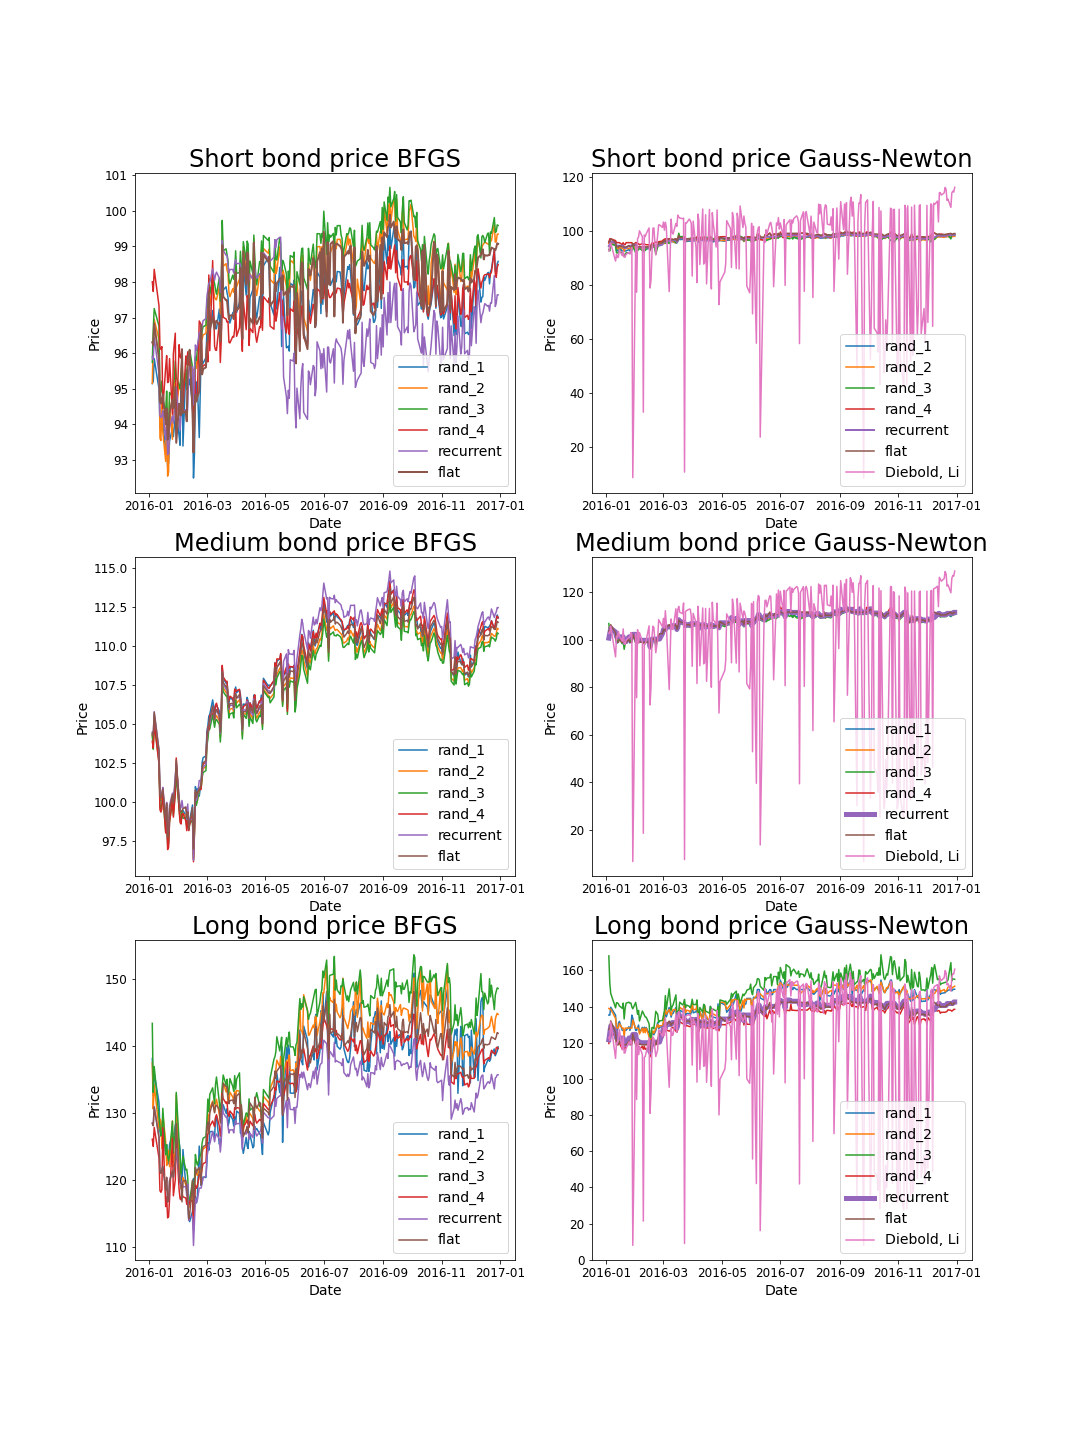 Short bond price BFGS
101
100
99
98
97
96
95
94
93
Price
2016-01 2016-03 2016-05 2016-07 2016-09 2016-11 2017-01
Date
rand_1
rand_2
rand_3
rand_4
recurrent
flat
Short bond price Gauss-Newton
120
100
80
60
40
20
Price
2016-01 2016-03 2016-05 2016-07 2016-09 2016-11 2017-01
Date
rand_1
rand_2
rand_3
rand_4
recurrent
flat
Diebold, Li
Medium bond price BFGS
115.0
112.5
110.0
107.5
105.0
102.5
100.0
97.5
Price
2016-01 2016-03 2016-05 2016-07 2016-09 2016-11 2017-01
Date
rand_1
rand_2
rand_3
rand_4
recurrent
flat
Medium bond price Gauss-Newton
120
100
80
60
40
20
Price
2016-01 2016-03 2016-05 2016-07 2016-09 2016-11 2017-01
Date
rand_1
rand_2
rand_3
rand_4
recurrent
flat
Diebold, Li
Long bond price BFGS
150
140
130
120
110
Price
2016-01 2016-03 2016-05 2016-07 2016-09 2016-11 2017-01
Date
rand_1
rand_2
rand_3
rand_4
recurrent
flat
Long bond price Gauss-Newton
160
140
120
100
80
60
40
20
0
Price
2016-01 2016-03 2016-05 2016-07 2016-09 2016-11 2017-01
Date
rand_1
rand_2
rand_3
rand_4
recurrent
flat
Diebold, Li